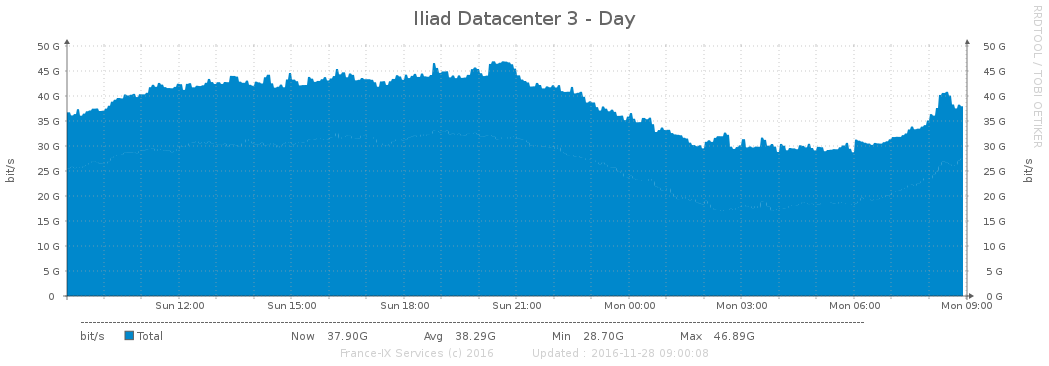 Iliad Datacenter 3 - Day
RRDTOOL / TOBI OETIKER
50 G 50 G
45 G 45 G
40 G 40 G
35 G 35 G
30 G 30 G
25 G 25 G
20 G 20 G
15 G 15 G
10 G 10 G
5 G 5 G
0 0 G
bit/s bit/s
Sun 12:00 Sun 15:00 Sun 18:00 Sun 21:00 Mon 00:00 Mon 03:00 Mon 06:00 Mon 09:00
bit/s Total Now 37.90G Avg 38.29G Min 28.70G Max 46.89G
France-IX Services (c) 2016 Updated : 2016-11-28 09:00:08